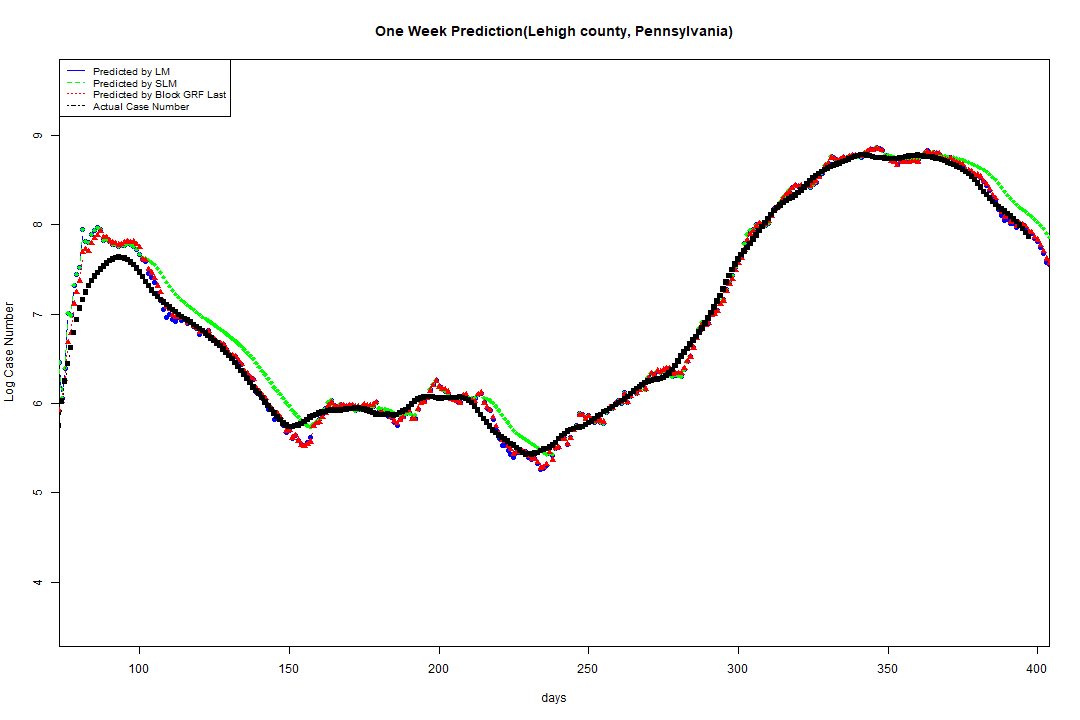 One Week Prediction(Lehigh county, Pennsylvania)
Predicted by LM
Predicted by SLM
Predicted by Block GRF Last
Actual Case Number
9
8
7
6
5
4
Log Case Number
100 150 200 250 300 350 400
days